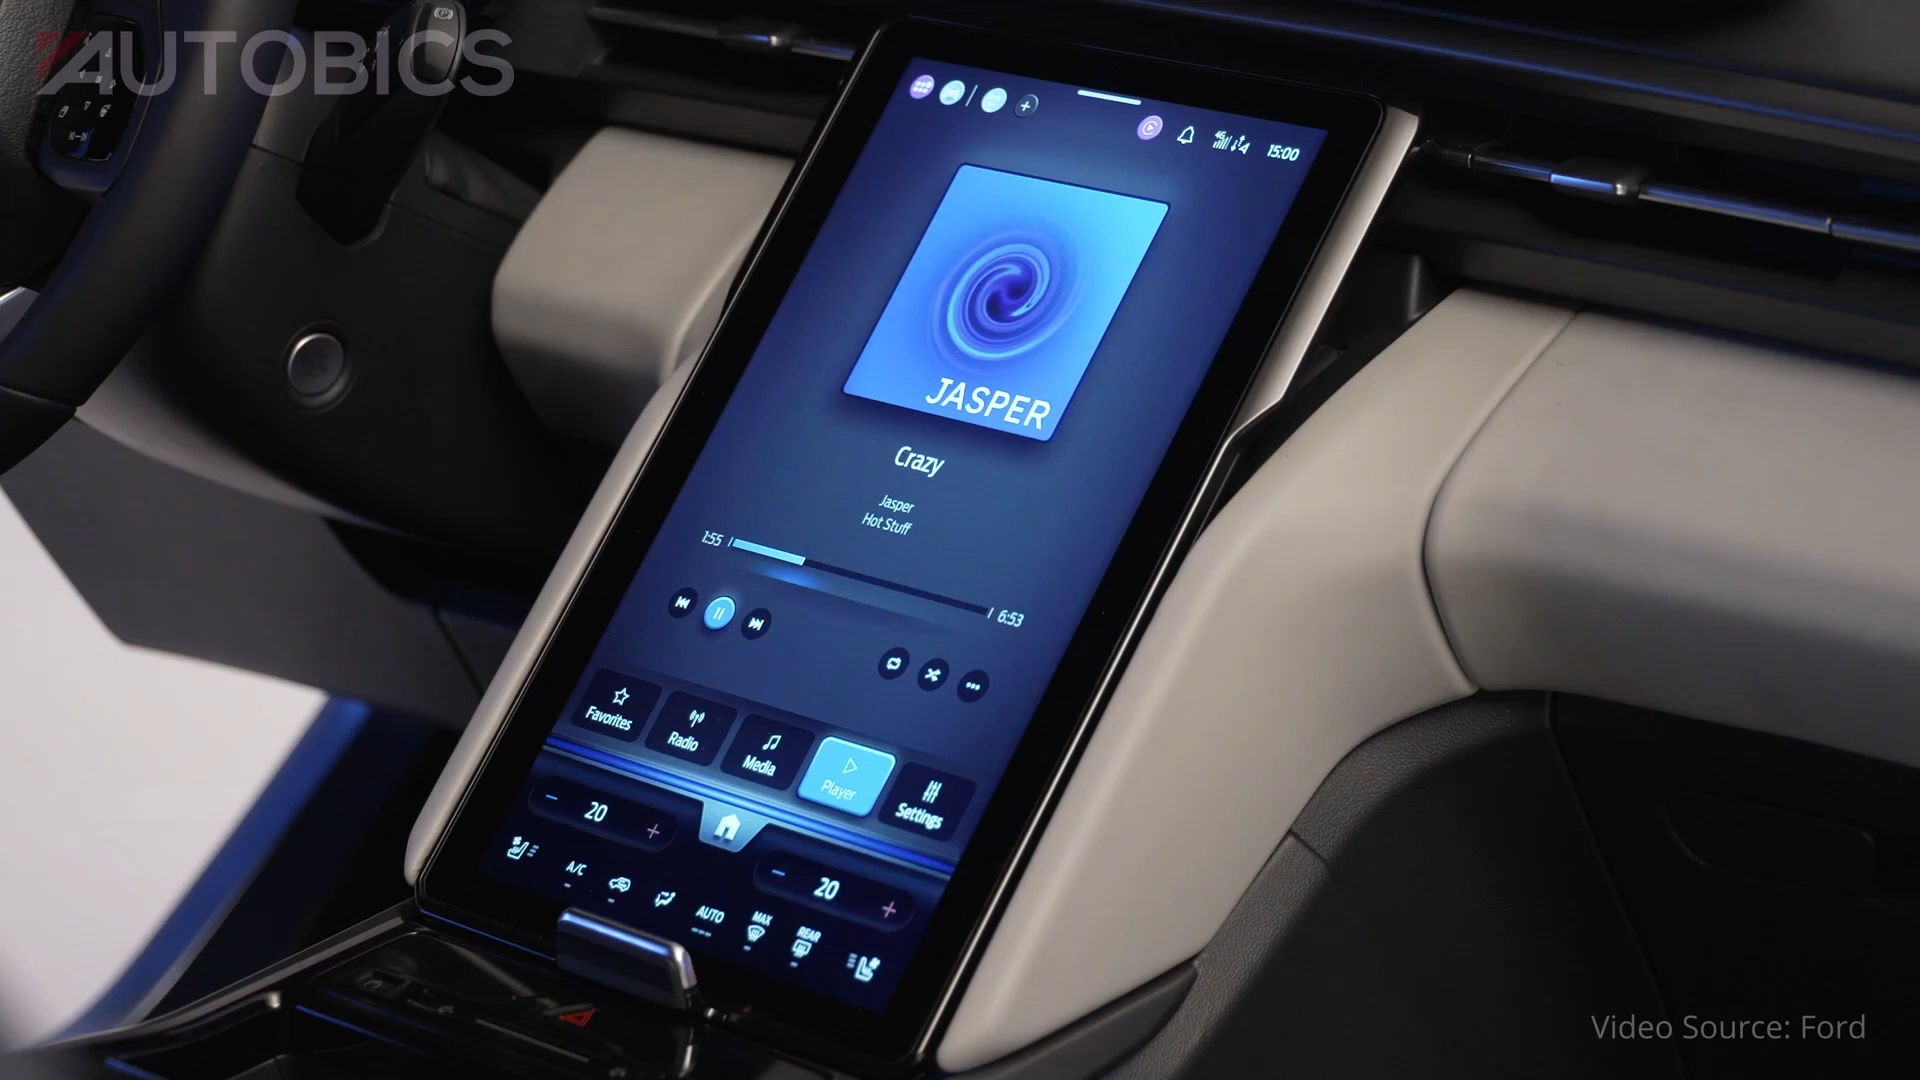 AUTOBICS
4G
15:00
JASPER
Crazy
Jasper
Hot Stuff
1:55
6:53
Favorites
Radio
Media
Player
Settings
20
A/C
20
AUTO
MAX
REAR
Video Source: Ford